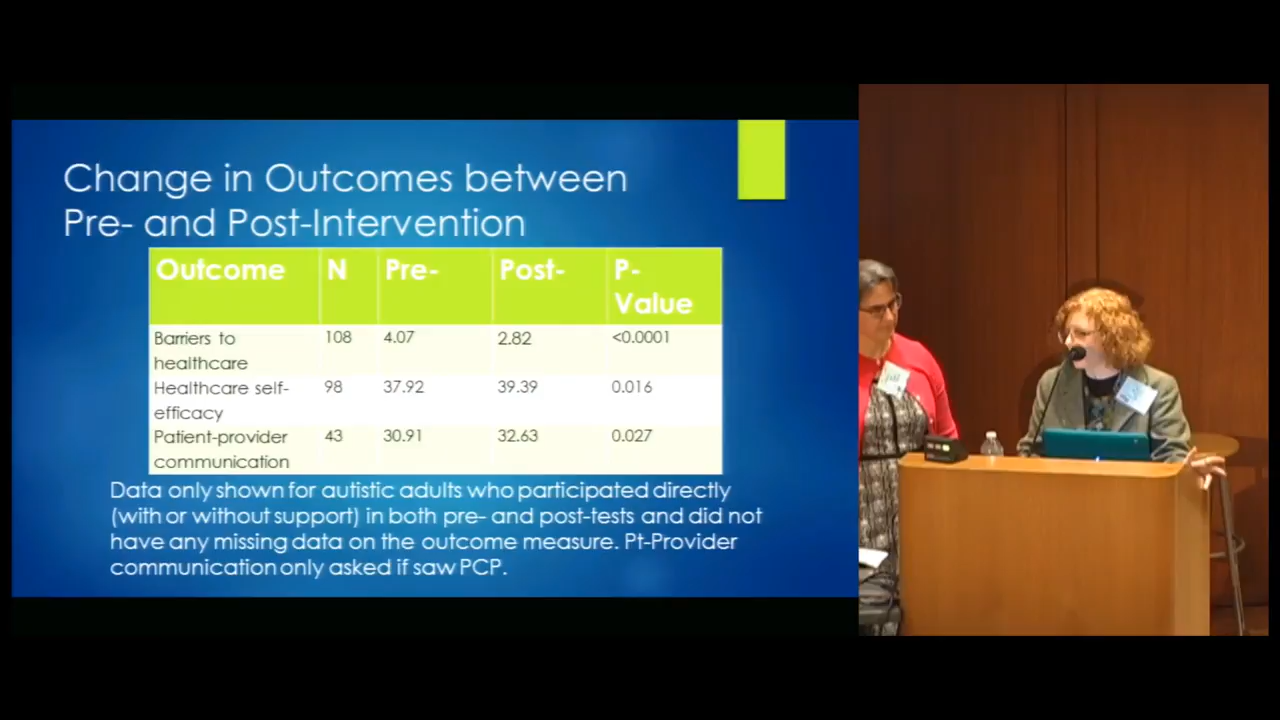 Change in Outcomes between
Pre- and Post-Intervention
Outcome N Pre- Post- P-
Value
Barriers to 108 4.07 2.82 <0.0001
healthcare
Healthcare self- 98 37.92 39.39 0.016
efficacy
Patient-provider 43 30.91 32.63 0.027
communication
Data only shown for autistic adults who participated directly
(with or without support) in both pre- and post-tests and did not
have any missing data on the outcome measure. Pt-Provider
communication only asked if saw PCP.